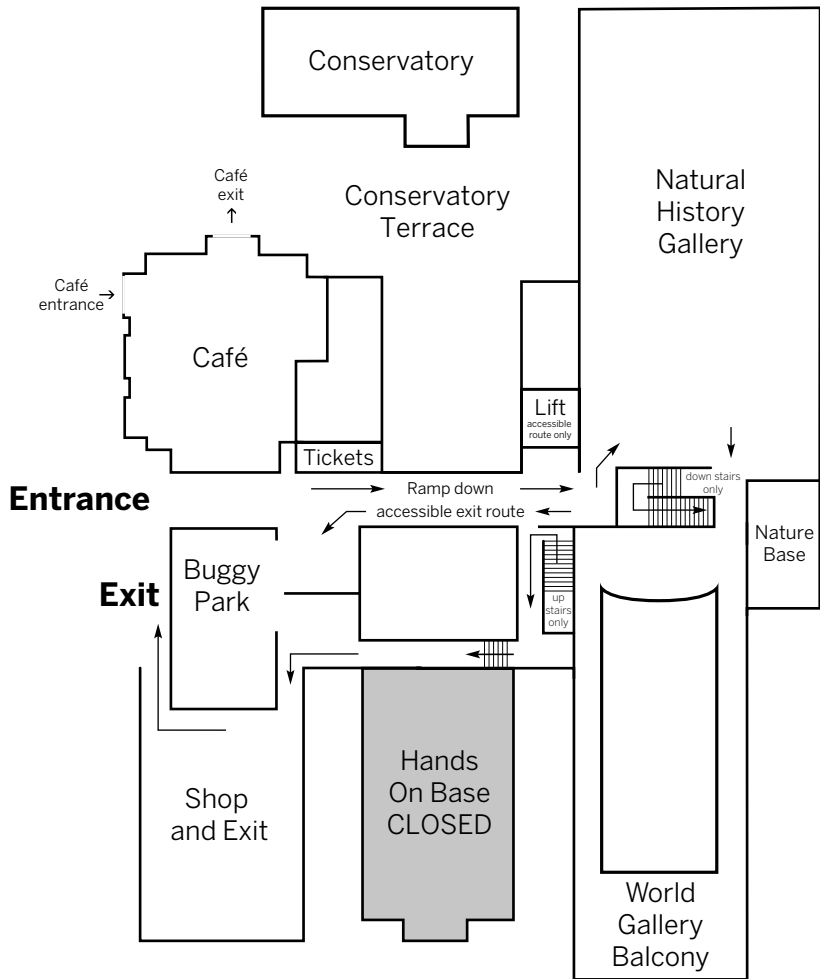 Conservatory
Café
exit
Conservatory
Terrace
Natural
History
Gallery
Café
entrance
Café
Lift
accessible
route only
Tickets
Entrance
Ramp down
accessible exit route
down stairs
only
Nature
Base
Buggy
Park
Exit
up
stairs
only
Shop
and Exit
Hands
On Base
CLOSED
World
Gallery
Balcony